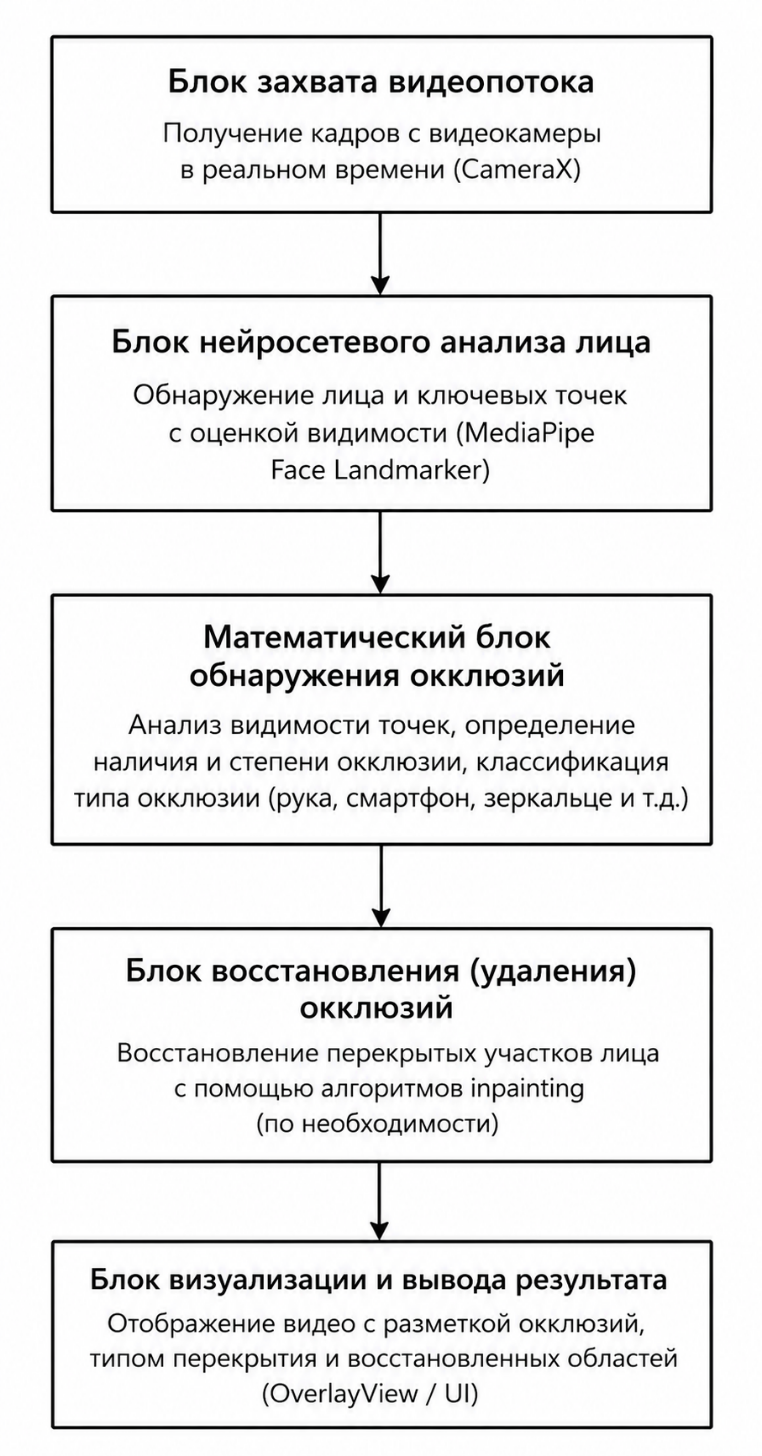 Блок захвата видеопотока
Получение кадров с видеокамеры
в реальном времени (CameraX)
Блок нейросетевого анализа лица
Обнаружение лица и ключевых точек
с оценкой видимости (MediaPipe
Face Landmarker)
Математический блок
обнаружения окклюзий
Анализ видимости точек, определение
наличия и степени окклюзии, классификация
типа окклюзии (рука, смартфон, зеркальце и т.д.)
Блок восстановления (удаления)
окклюзий
Восстановление перекрытых участков лица
с помощью алгоритмов inpainting
(по необходимости)
Блок визуализации и вывода результата
Отображение видео с разметкой окклюзий,
типом перекрытия и восстановленных областей
(OverlayView / UI)